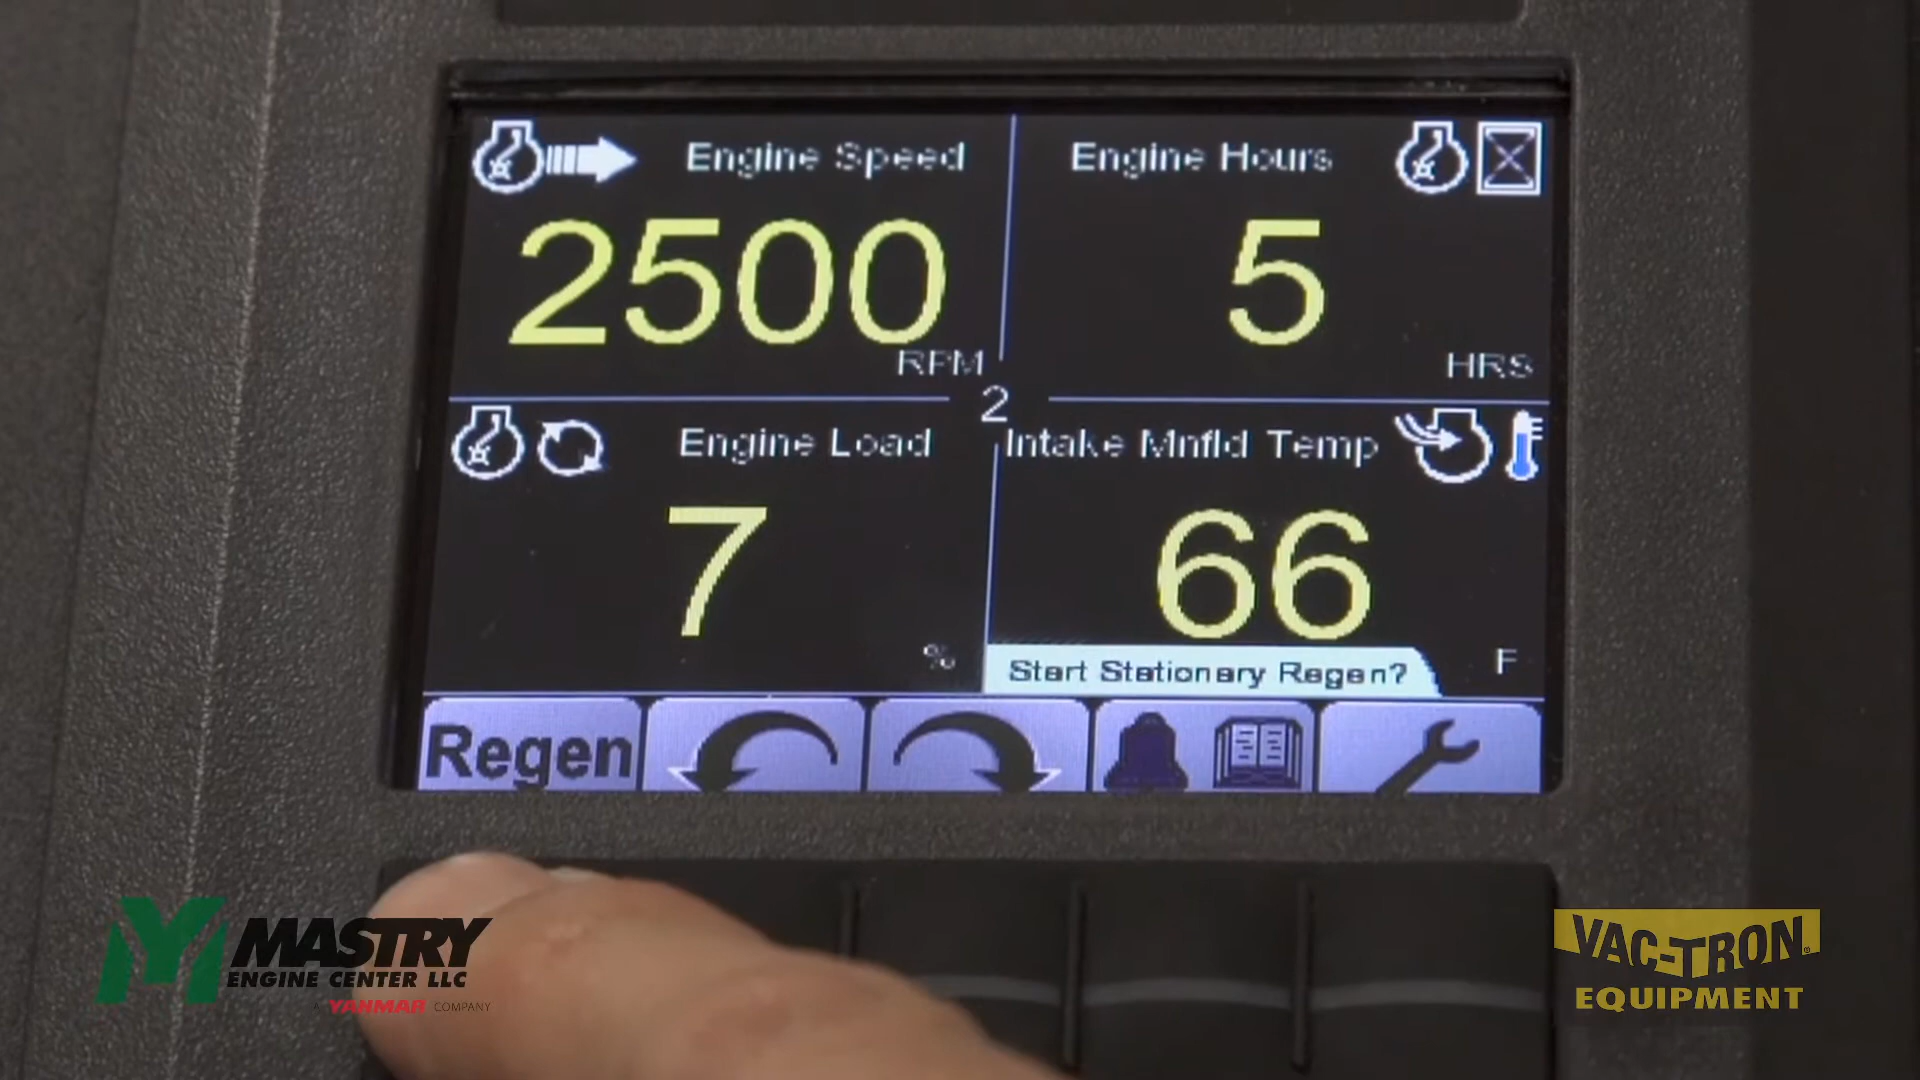 Engine Speed
2500
RPM
Engine Hours
5
HRS
2
Engine Load
7
%
Intake Mnfld Temp
66
F
Start Stationary Regen?
Regen
MASTRY
ENGINE CENTER LLC
A YANMAR COMPANY
VAC-TRON®
EQUIPMENT